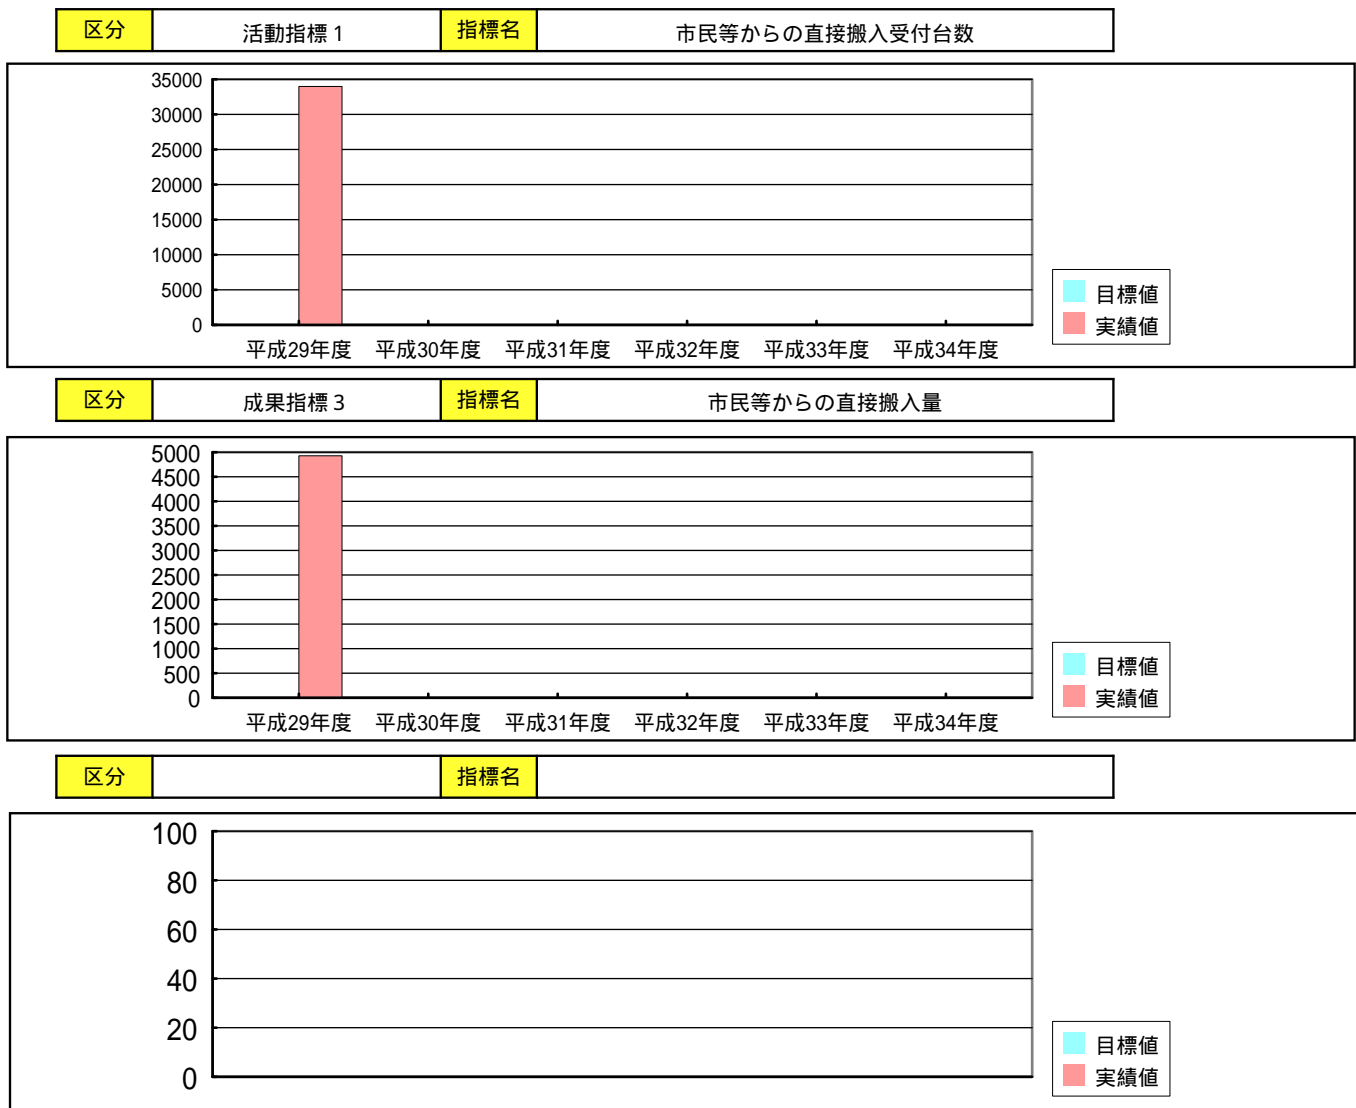 区分 活動指標1 指標名 市民等からの直接搬入受付台数
35000
30000
25000
20000
15000
10000
5000
0
平成29年度 平成30年度 平成31年度 平成32年度 平成33年度 平成34年度
目標値
実績値
区分 成果指標3 指標名 市民等からの直接搬入量
5000
4500
4000
3500
3000
2500
2000
1500
1000
500
0
平成29年度 平成30年度 平成31年度 平成32年度 平成33年度 平成34年度
目標値
実績値
区分 指標名
100
80
60
40
20
0
目標値
実績値